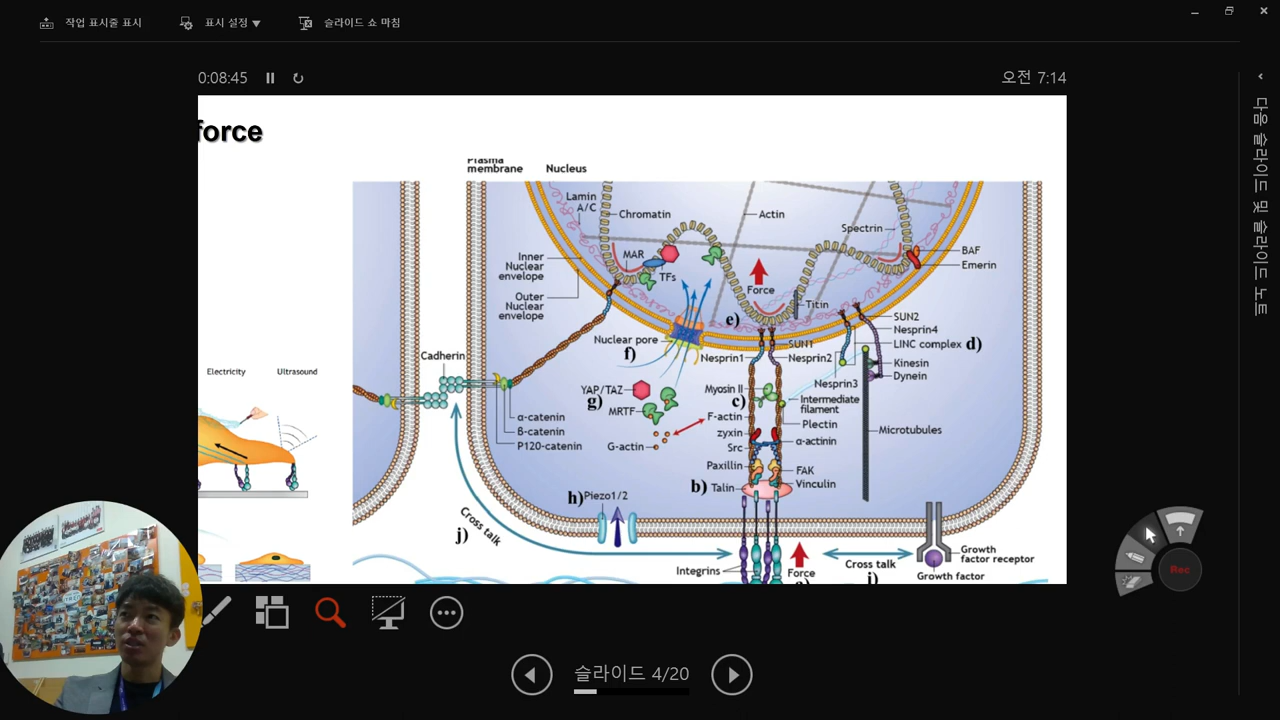 작업 표시줄 표시
표시 설정 ▼
슬라이드 쇼 마침
0:08:45
오전 7:14
다음 슬라이드 및 슬라이드 노트
force
Plasma
membrane
Nucleus
Lamin
A/C
Chromatin
Actin
Spectrin
BAF
Emerin
Inner
Nuclear
envelope
MAR
TFs
Force
Outer
Nuclear
envelope
Titin
e)
SUN2
Nesprin4
LINC complex d)
Nuclear pore
f)
SUN1
Nesprin1
Nesprin2
Kinesin
Dynein
Cadherin
Nesprin3
Electricity
Ultrasound
YAP/TAZ
g)
Myosin II
c)
Intermediate
filament
MRTF
F-actin
Plectin
α-catenin
β-catenin
P120-catenin
zyxin
Microtubules
G-actin
Src
α-actinin
Paxillin
FAK
b) Talin
Vinculin
h) Piezo1/2
Cross talk
j)
Integrins
Force
Cross talk
Growth
factor receptor
Growth factor
Rec
슬라이드 4/20